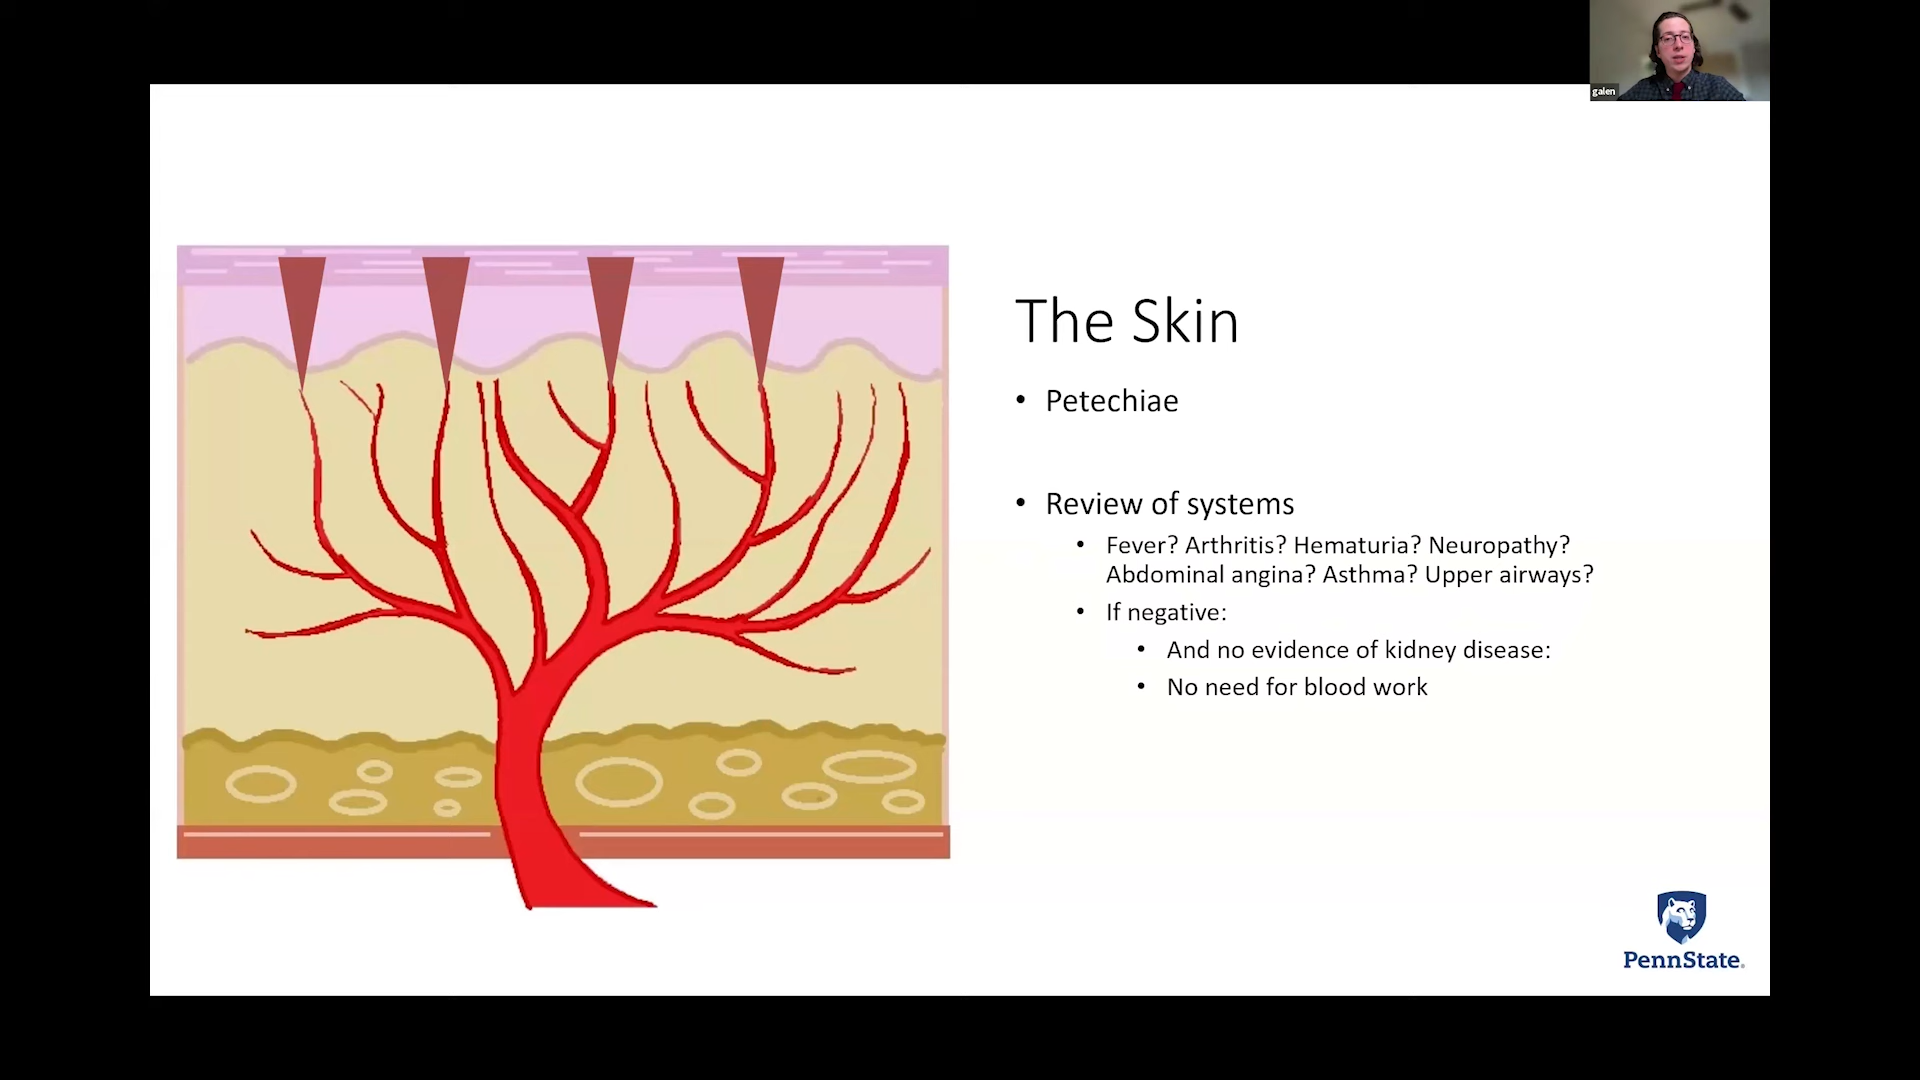 galen
The Skin
• Petechiae
• Review of systems
• Fever? Arthritis? Hematuria? Neuropathy?
Abdominal angina? Asthma? Upper airways?
• If negative:
• And no evidence of kidney disease:
• No need for blood work
PennState